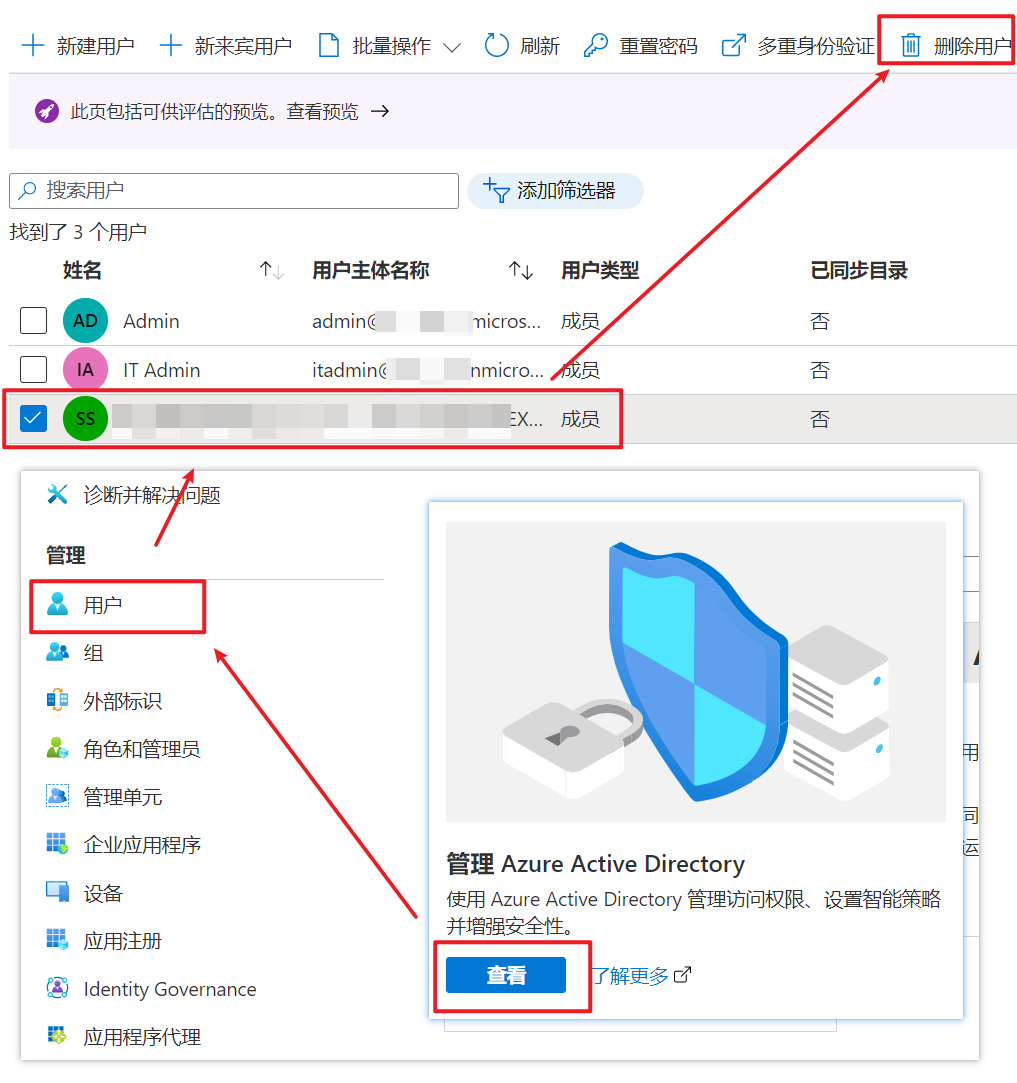 新建用户 新来宾用户 批量操作 刷新 重置密码 多重身份验证 删除用户
此页包括可供评估的预览。查看预览 →
搜索用户 添加筛选器
找到了 3 个用户
姓名 用户主体名称 用户类型 已同步目录
AD Admin admin@ micros... 成员 否
IA IT Admin itadmin@ nmicro... 成员 否
SS EX... 成员 否
诊断并解决问题
管理
用户
组
外部标识
角色和管理员
管理单元
企业应用程序
设备
应用注册
Identity Governance
应用程序代理
管理 Azure Active Directory
使用 Azure Active Directory 管理访问权限、设置智能策略
并增强安全性。
查看 了解更多
用
同
运